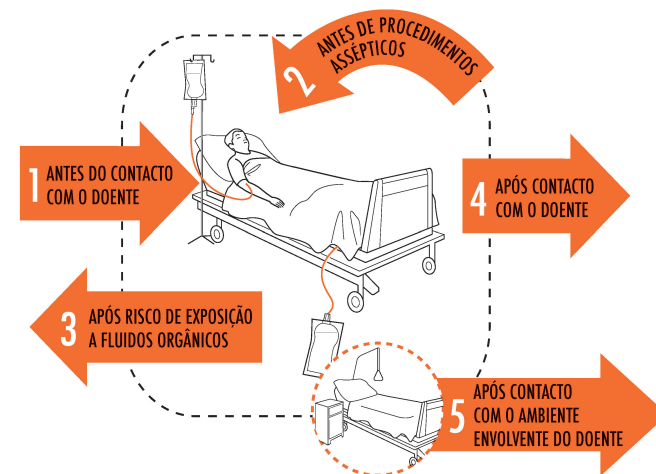 1 ANTES DO CONTACTO
COM O DOENTE
2 ANTES DE PROCEDIMENTOS
ASSÉPTICOS
3 APÓS RISCO DE EXPOSIÇÃO
A FLUIDOS ORGÂNICOS
4 APÓS CONTACTO
COM O DOENTE
5 APÓS CONTACTO
COM O AMBIENTE
ENVOLVENTE DO DOENTE